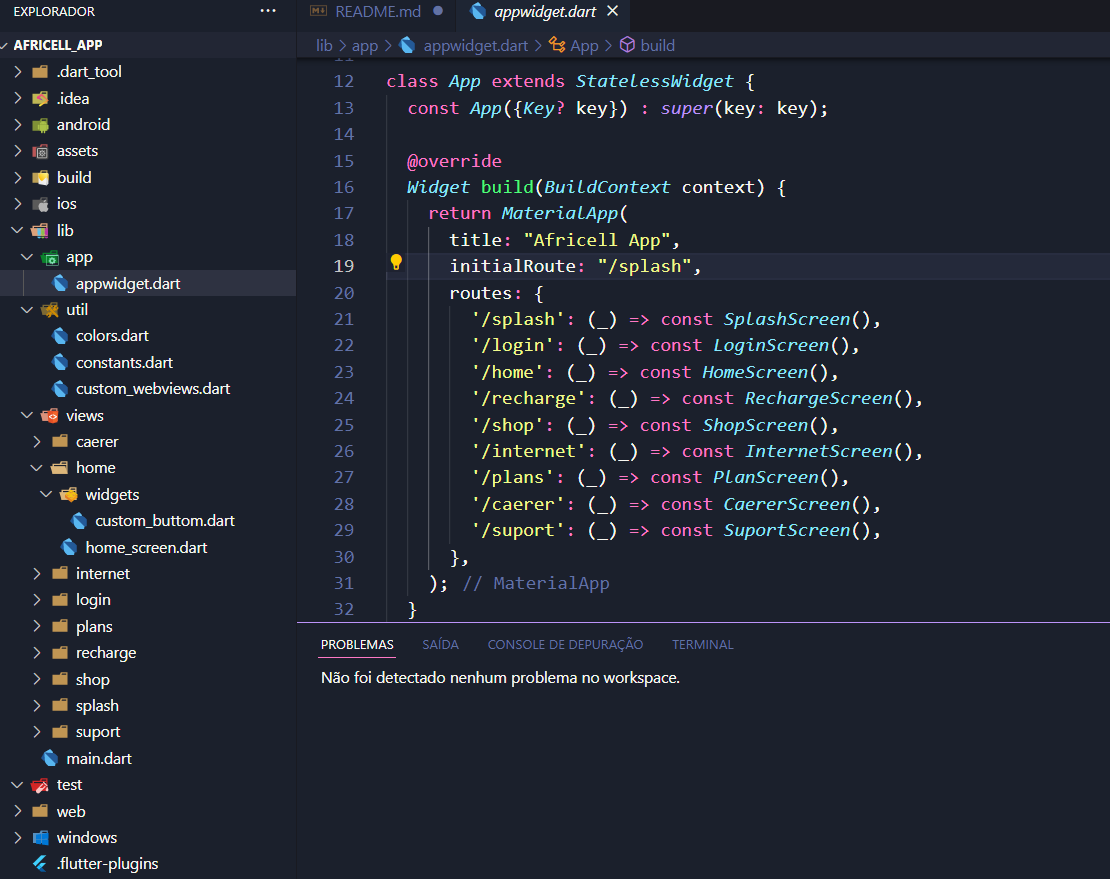 EXPLORADOR ···
AFRICELL_APP
.dart_tool
.idea
android
assets
build
ios
lib
app
appwidget.dart
util
colors.dart
constants.dart
custom_webviews.dart
views
caerer
home
widgets
custom_buttom.dart
home_screen.dart
internet
login
plans
recharge
shop
splash
suport
main.dart
test
web
windows
.flutter-plugins
README.md
appwidget.dart
lib > app > appwidget.dart > App > build
11
12 class App extends StatelessWidget {
13 const App({Key? key}) : super(key: key);
14
15 @override
16 Widget build(BuildContext context) {
17 return MaterialApp(
18 title: "Africell App",
19 initialRoute: "/splash",
20 routes: {
21 '/splash': (_) => const SplashScreen(),
22 '/login': (_) => const LoginScreen(),
23 '/home': (_) => const HomeScreen(),
24 '/recharge': (_) => const RechargeScreen(),
25 '/shop': (_) => const ShopScreen(),
26 '/internet': (_) => const InternetScreen(),
27 '/plans': (_) => const PlanScreen(),
28 '/caerer': (_) => const CaererScreen(),
29 '/suport': (_) => const SuportScreen(),
30 },
31 ); // MaterialApp
32 }
PROBLEMAS SAÍDA CONSOLE DE DEPURAÇÃO TERMINAL
Não foi detectado nenhum problema no workspace.